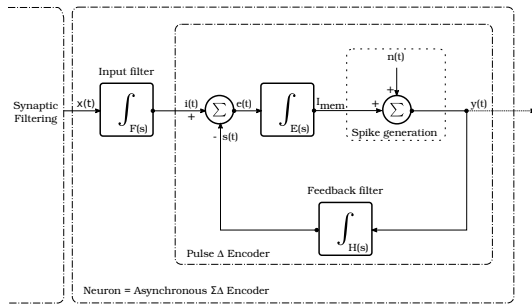 n(t)
Input filter
+
x(t)
i(t)
e(t)
I_mem
+
y(t)
Synaptic
Filtering
∫
F(s)
+
Σ
∫
E(s)
Σ
-
s(t)
Spike generation
Feedback filter
∫
H(s)
Pulse Δ Encoder
Neuron = Asynchronous ΣΔ Encoder